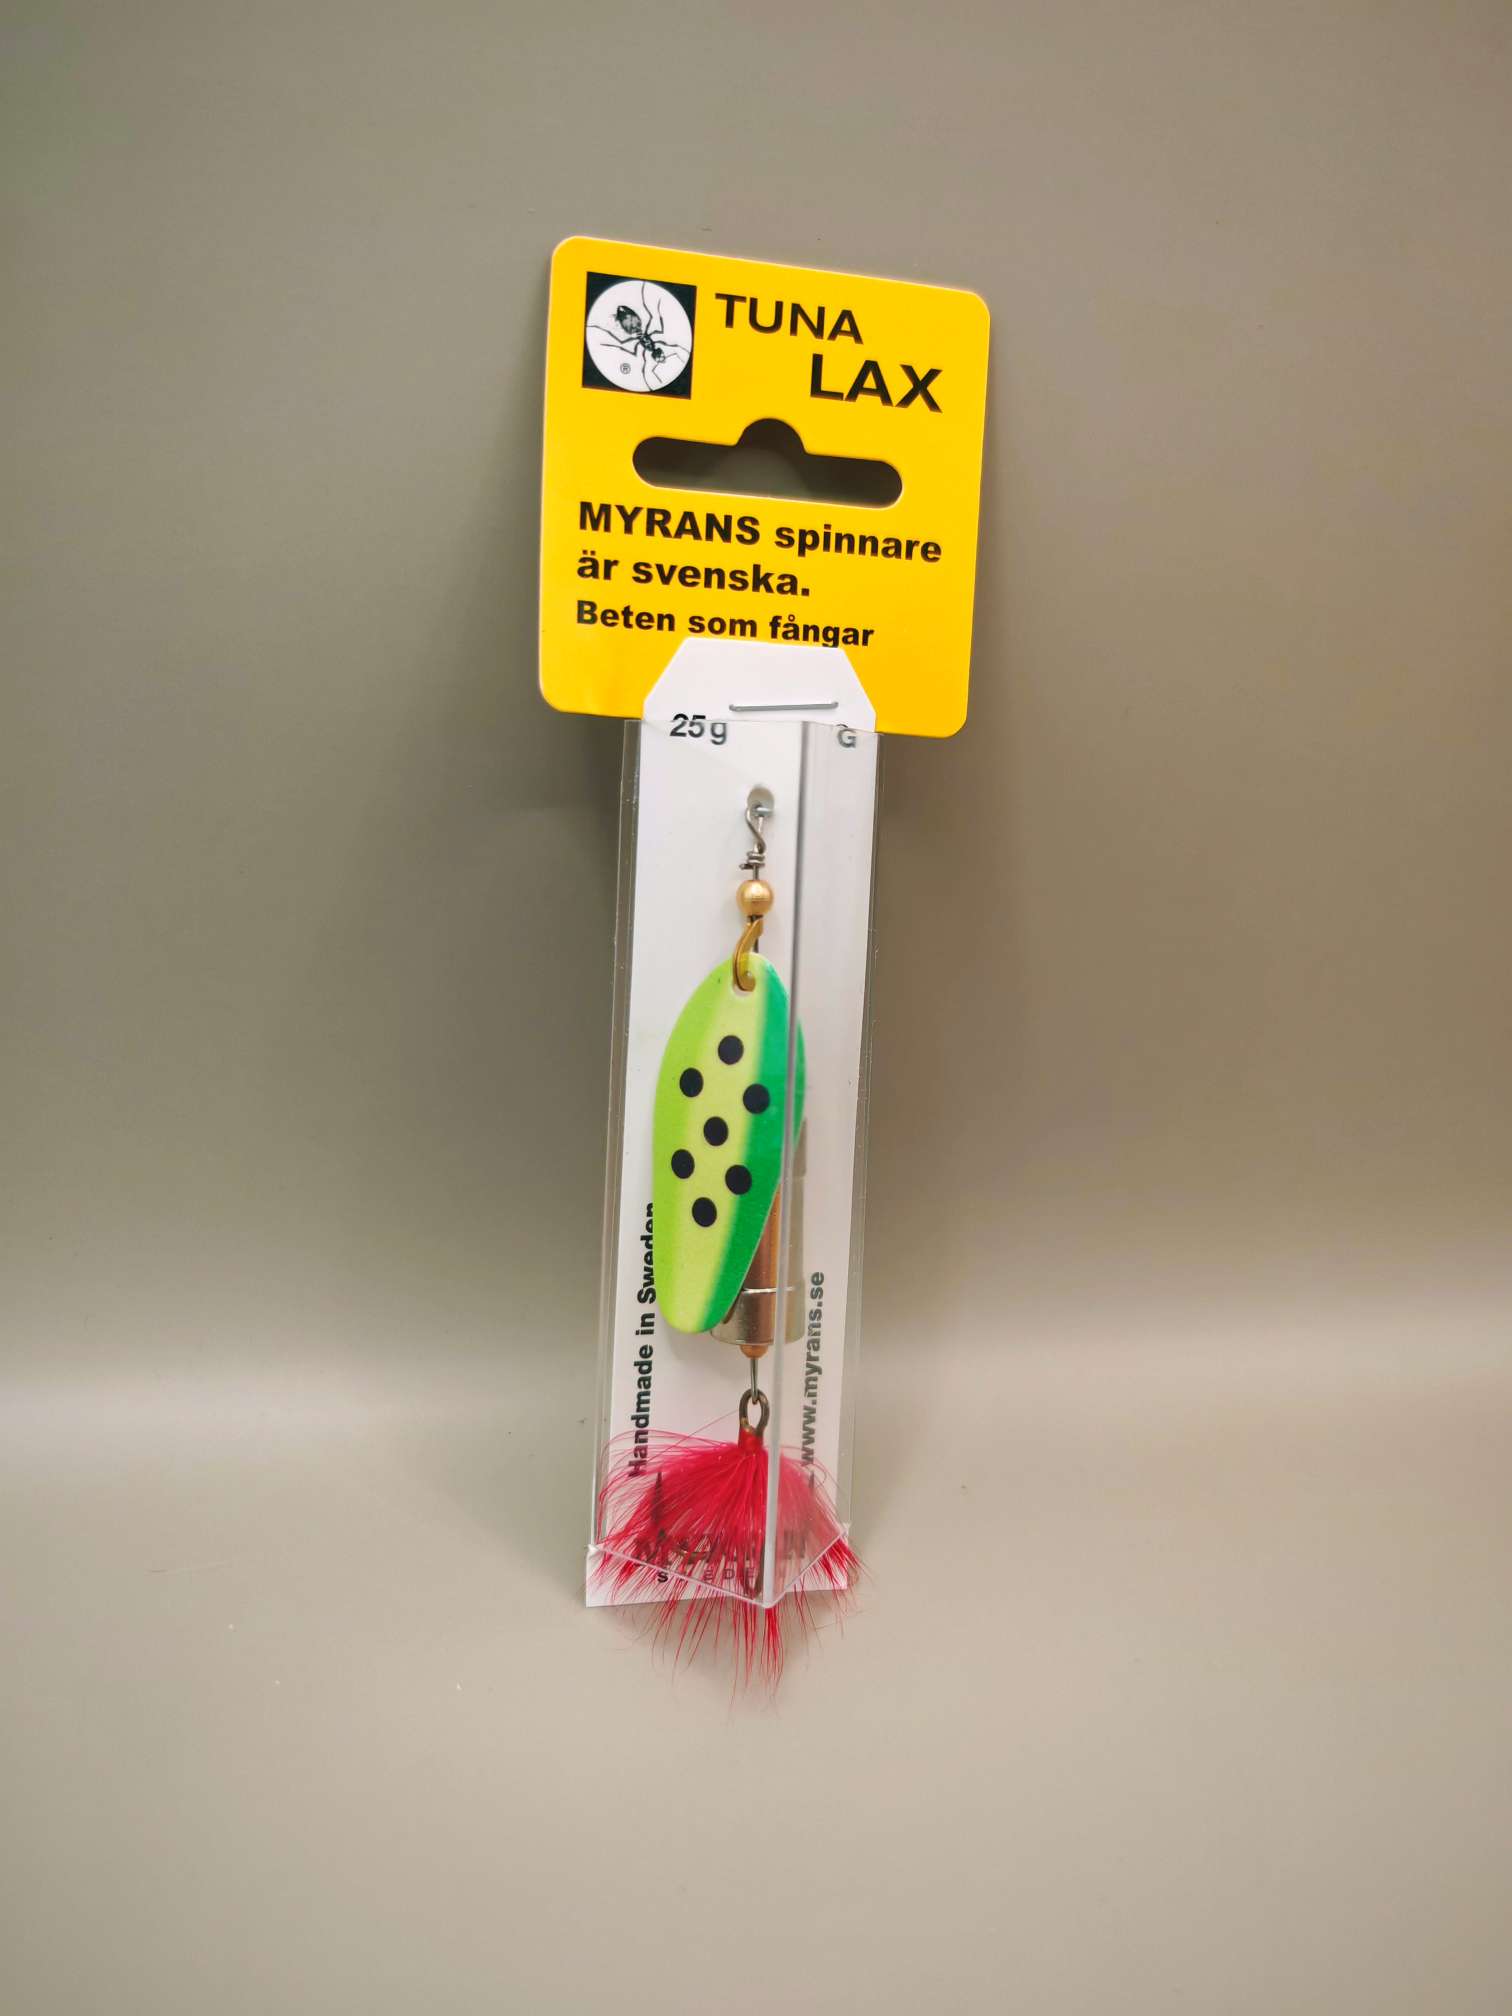 ®
TUNA
LAX
MYRANS spinnare
är svenska.
Beten som fångar
25g G
Handmade in Sweden
www.myrans.se